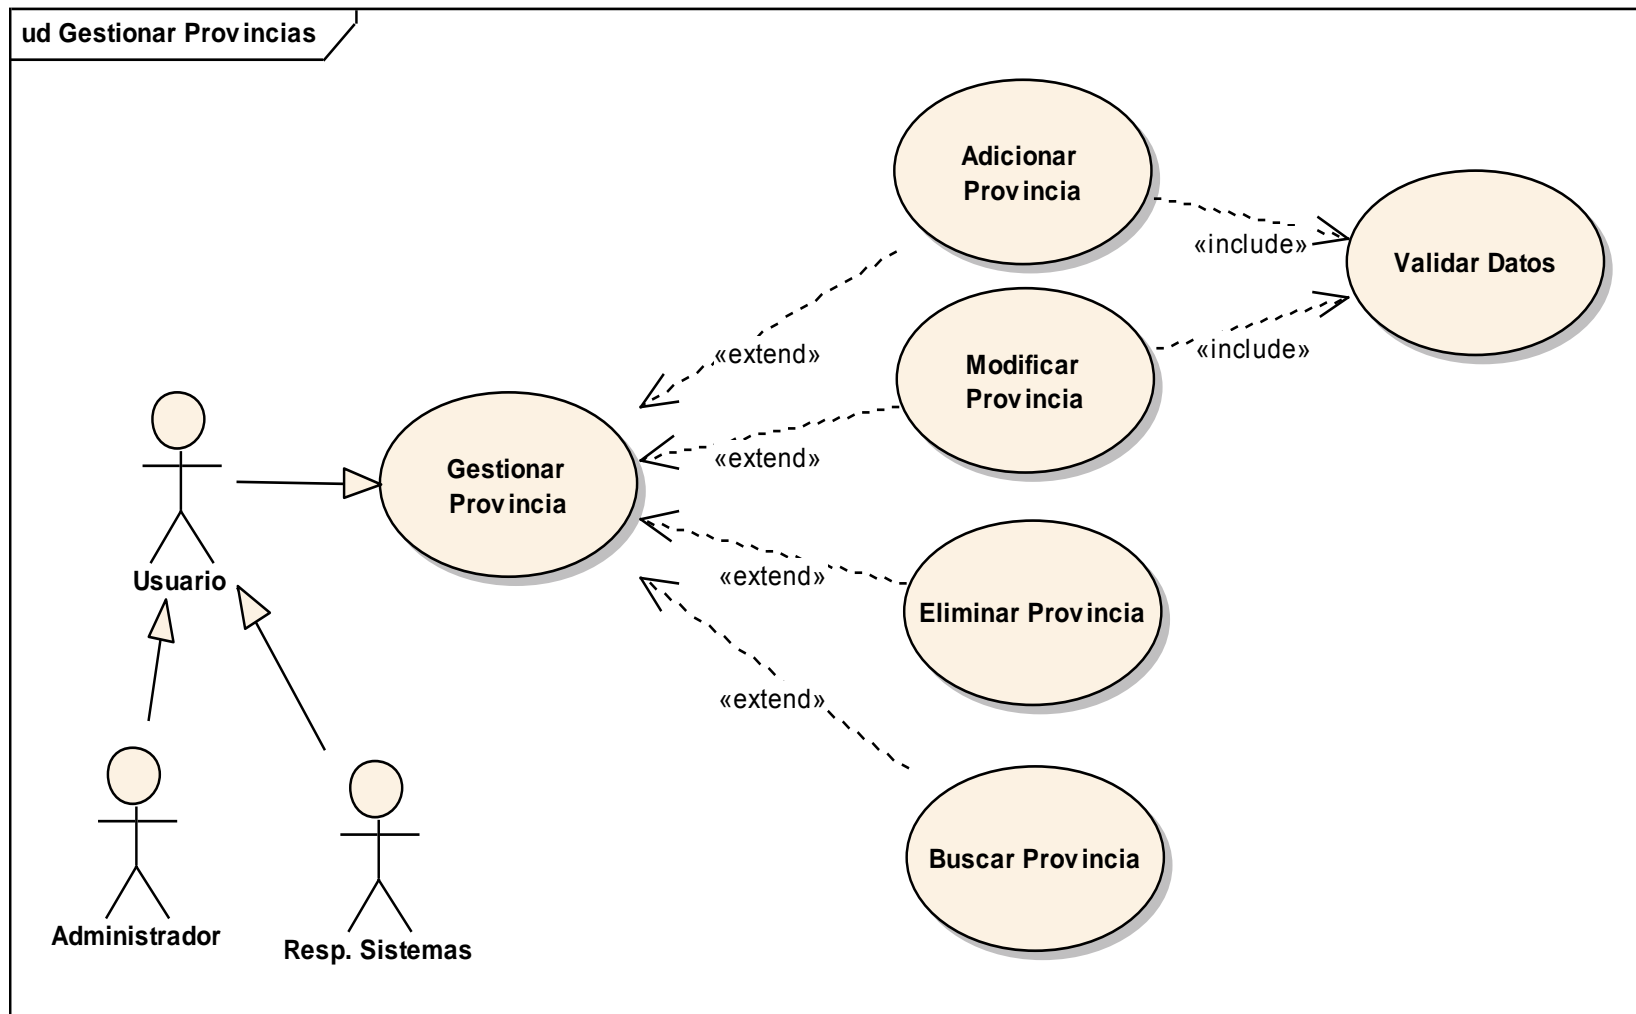 ud Gestionar Provincias
Adicionar
Provincia
«include»
Validar Datos
«extend»
Modificar
Provincia
«include»
Gestionar
Provincia
«extend»
Usuario
«extend»
Eliminar Provincia
«extend»
Buscar Provincia
Administrador
Resp. Sistemas